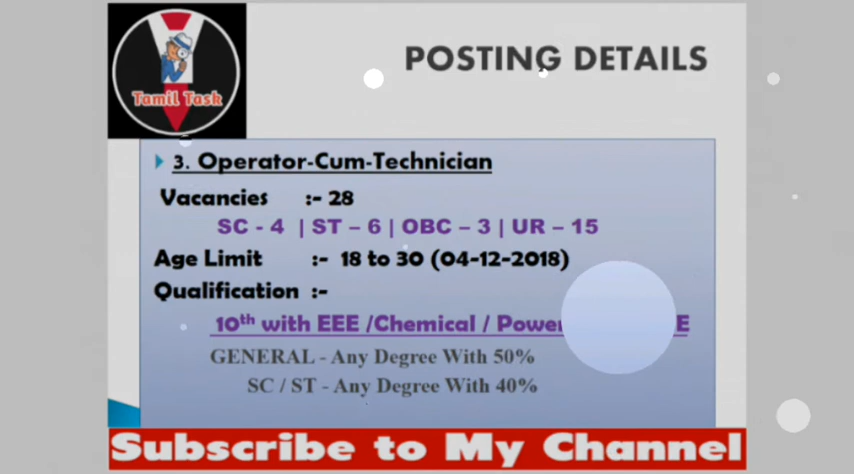 Tamil Task
POSTING DETAILS
3. Operator-Cum-Technician
Vacancies :- 28
SC - 4 | ST – 6 | OBC – 3 | UR – 15
Age Limit :- 18 to 30 (04-12-2018)
Qualification :-
10th with EEE /Chemical /
GENERAL - Any Degree With 50%
SC / ST - Any Degree With 40%
Subscribe to My Channel